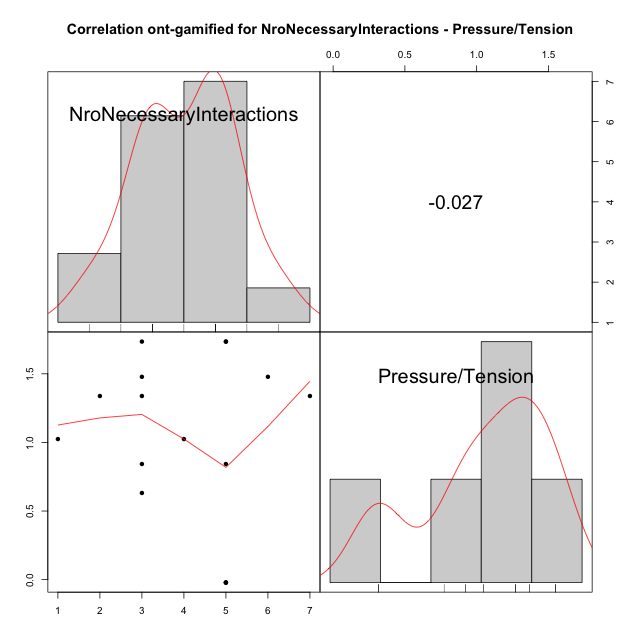 Correlation ont-gamified for NroNecessaryInteractions - Pressure/Tension
0.0 0.5 1.0 1.5
NroNecessaryInteractions
-0.027
7
6
5
4
3
2
1
Pressure/Tension
1.5
1.0
0.5
0.0
1 2 3 4 5 6 7